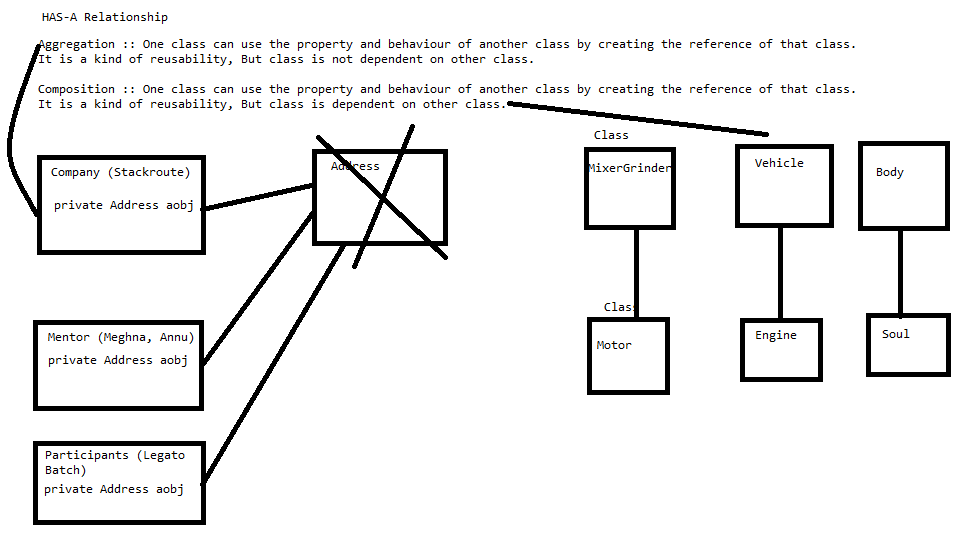 HAS-A Relationship
Aggregation :: One class can use the property and behaviour of another class by creating the reference of that class.
It is a kind of reusability, But class is not dependent on other class.
Composition :: One class can use the property and behaviour of another class by creating the reference of that class.
It is a kind of reusability, But class is dependent on other class.
Company (Stackroute)
private Address aobj
Address
Mentor (Meghna, Annu)
private Address aobj
Participants (Legato
Batch)
private Address aobj
Class
MixerGrinder
Class
Motor
Vehicle
Engine
Body
Soul